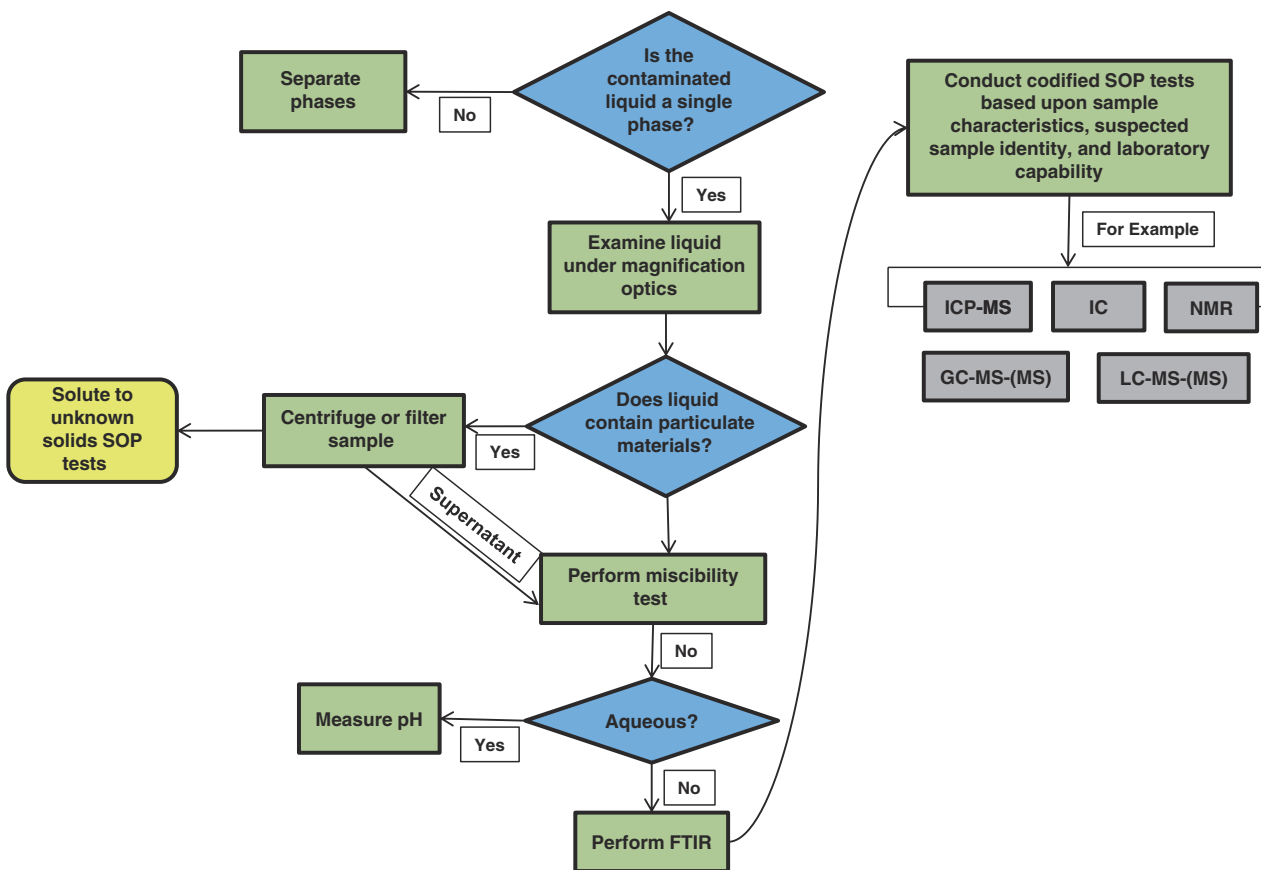 Is the
contaminated
liquid a single
phase?
Separate
phases
No
Yes
Examine liquid
under magnification
optics
Does liquid
contain particulate
materials?
Yes
Centrifuge or filter
sample
Solute to
unknown
solids SOP
tests
Supernatant
Perform miscibility
test
No
Aqueous?
Yes
Measure pH
No
Perform FTIR
Conduct codified SOP tests
based upon sample
characteristics, suspected
sample identity, and laboratory
capability
For Example
ICP-MS
IC
NMR
GC-MS-(MS)
LC-MS-(MS)